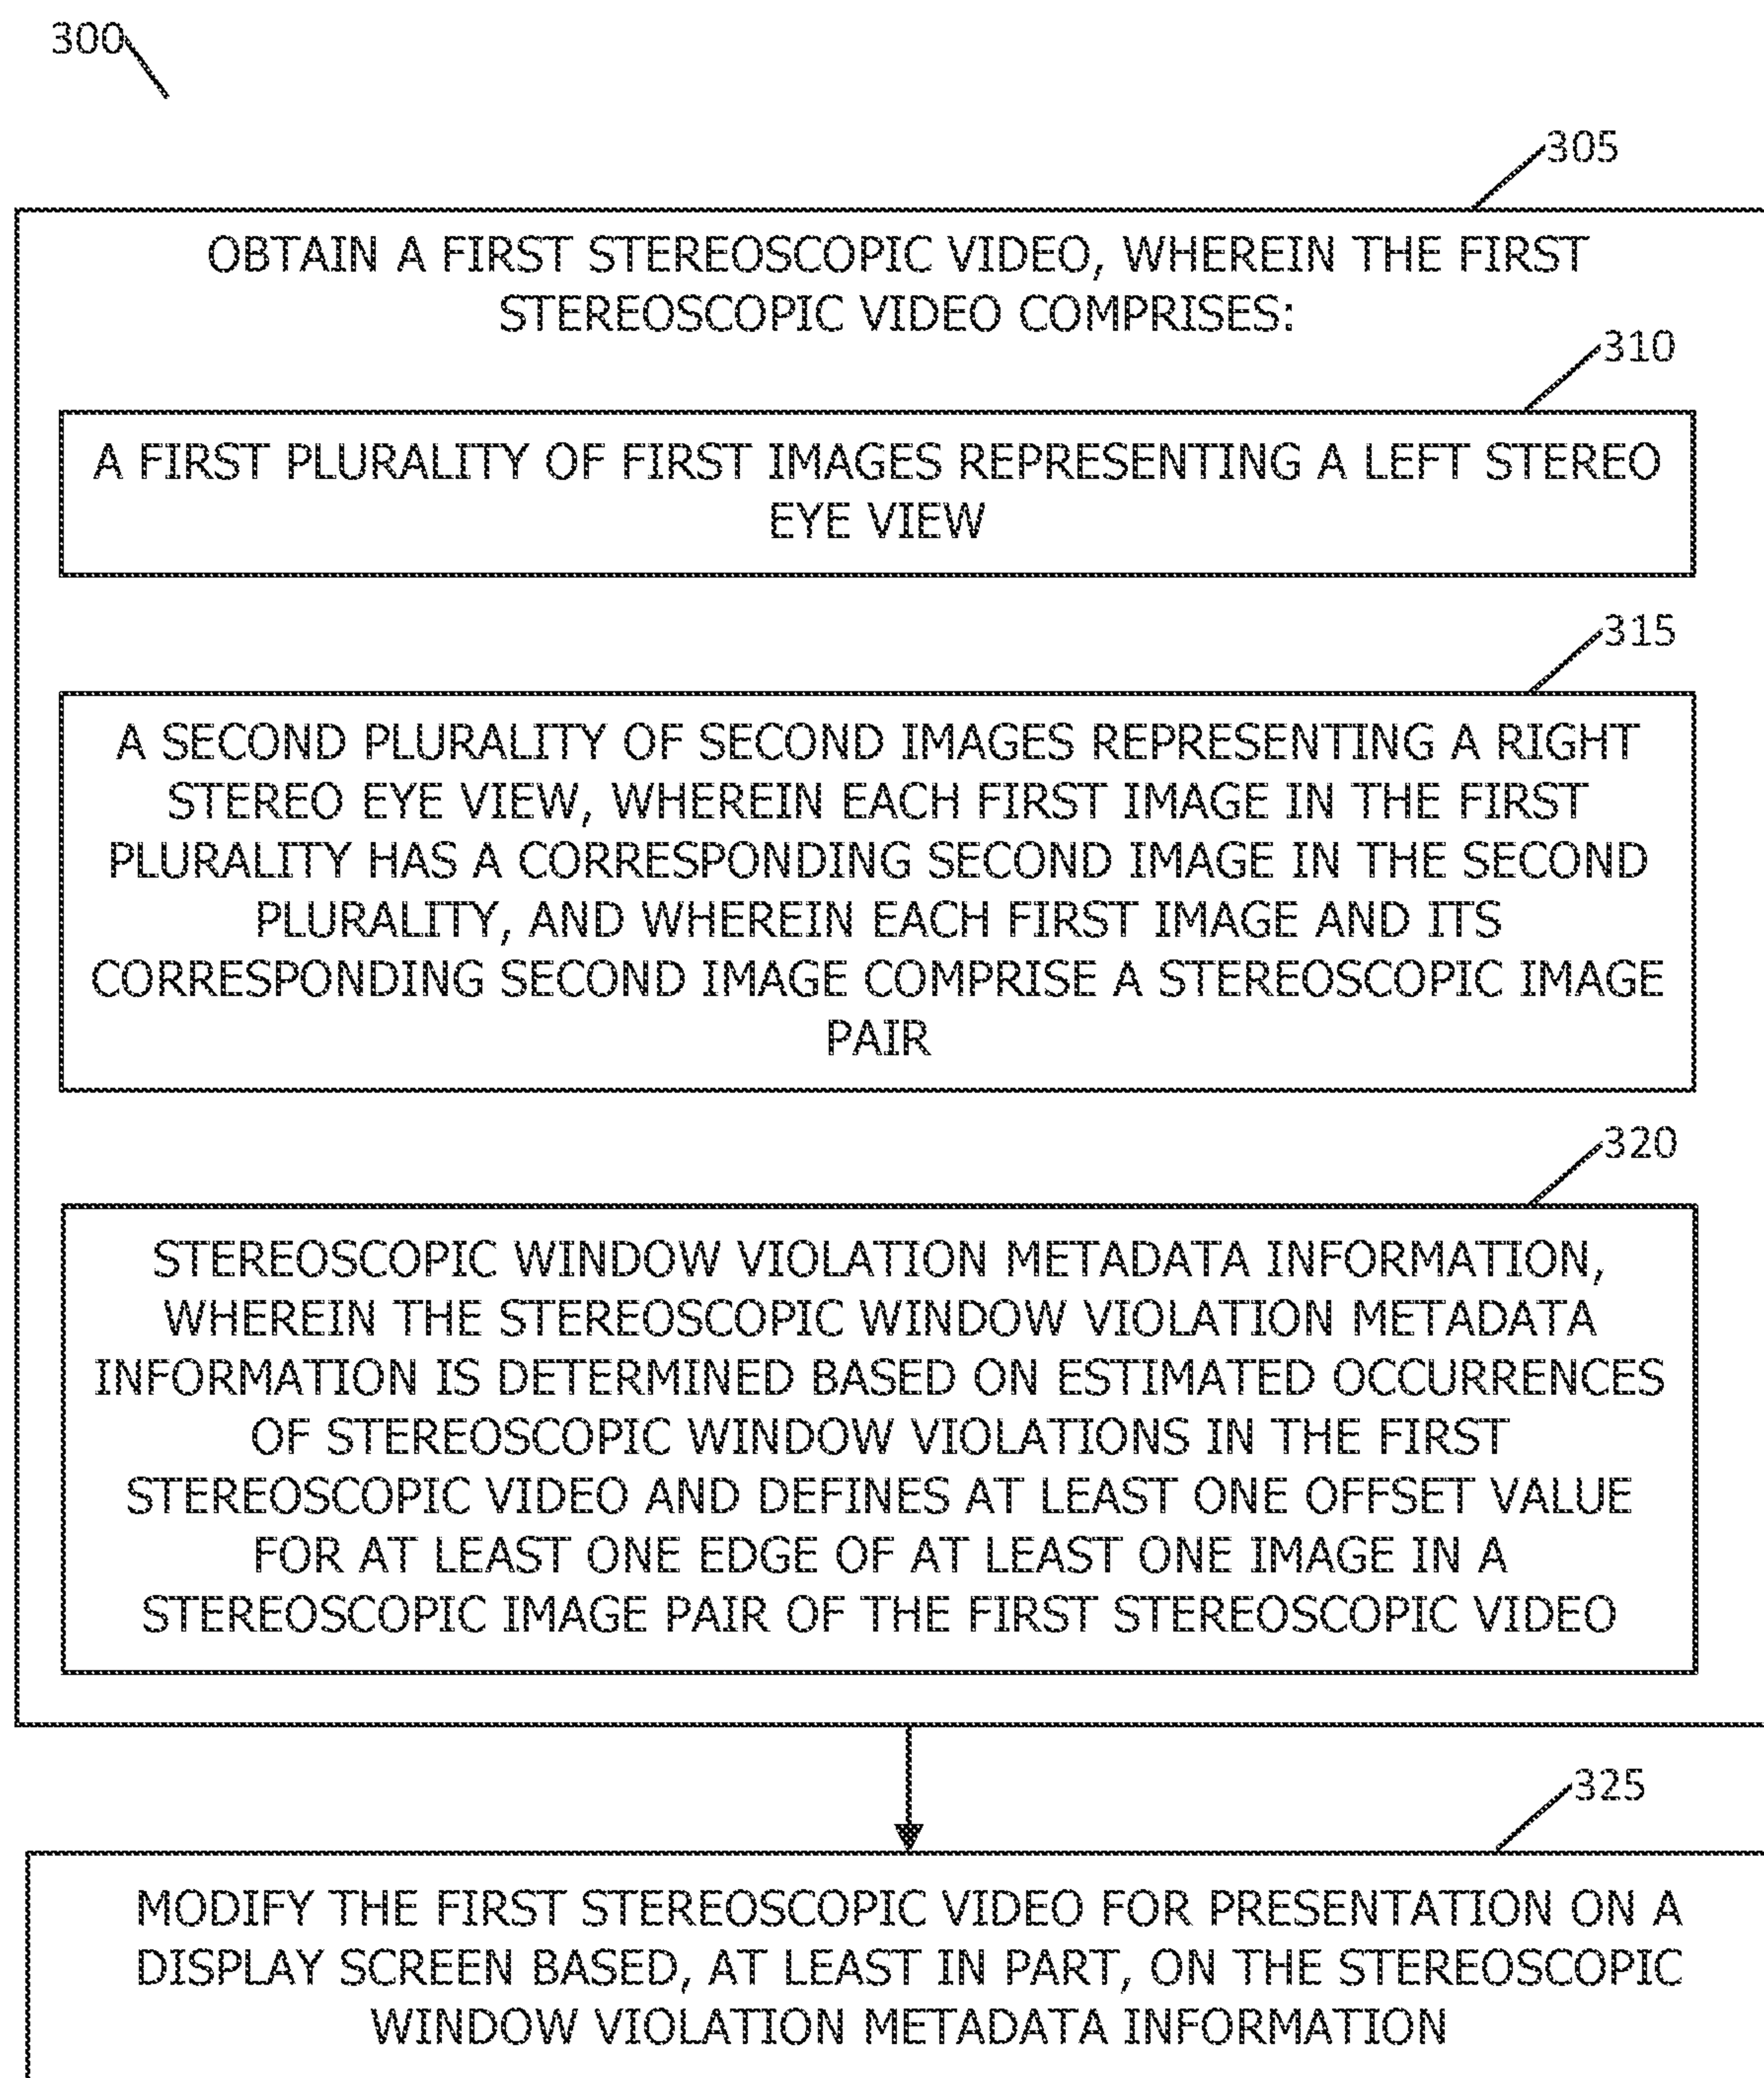 300
305
OBTAIN A FIRST STEREOSCOPIC VIDEO, WHEREIN THE FIRST
STEREOSCOPIC VIDEO COMPRISES:
310
A FIRST PLURALITY OF FIRST IMAGES REPRESENTING A LEFT STEREO
EYE VIEW
315
A SECOND PLURALITY OF SECOND IMAGES REPRESENTING A RIGHT
STEREO EYE VIEW, WHEREIN EACH FIRST IMAGE IN THE FIRST
PLURALITY HAS A CORRESPONDING SECOND IMAGE IN THE SECOND
PLURALITY, AND WHEREIN EACH FIRST IMAGE AND ITS
CORRESPONDING SECOND IMAGE COMPRISE A STEREOSCOPIC IMAGE
PAIR
320
STEREOSCOPIC WINDOW VIOLATION METADATA INFORMATION,
WHEREIN THE STEREOSCOPIC WINDOW VIOLATION METADATA
INFORMATION IS DETERMINED BASED ON ESTIMATED OCCURRENCES
OF STEREOSCOPIC WINDOW VIOLATIONS IN THE FIRST
STEREOSCOPIC VIDEO AND DEFINES AT LEAST ONE OFFSET VALUE
FOR AT LEAST ONE EDGE OF AT LEAST ONE IMAGE IN A
STEREOSCOPIC IMAGE PAIR OF THE FIRST STEREOSCOPIC VIDEO
325
MODIFY THE FIRST STEREOSCOPIC VIDEO FOR PRESENTATION ON A
DISPLAY SCREEN BASED, AT LEAST IN PART, ON THE STEREOSCOPIC
WINDOW VIOLATION METADATA INFORMATION